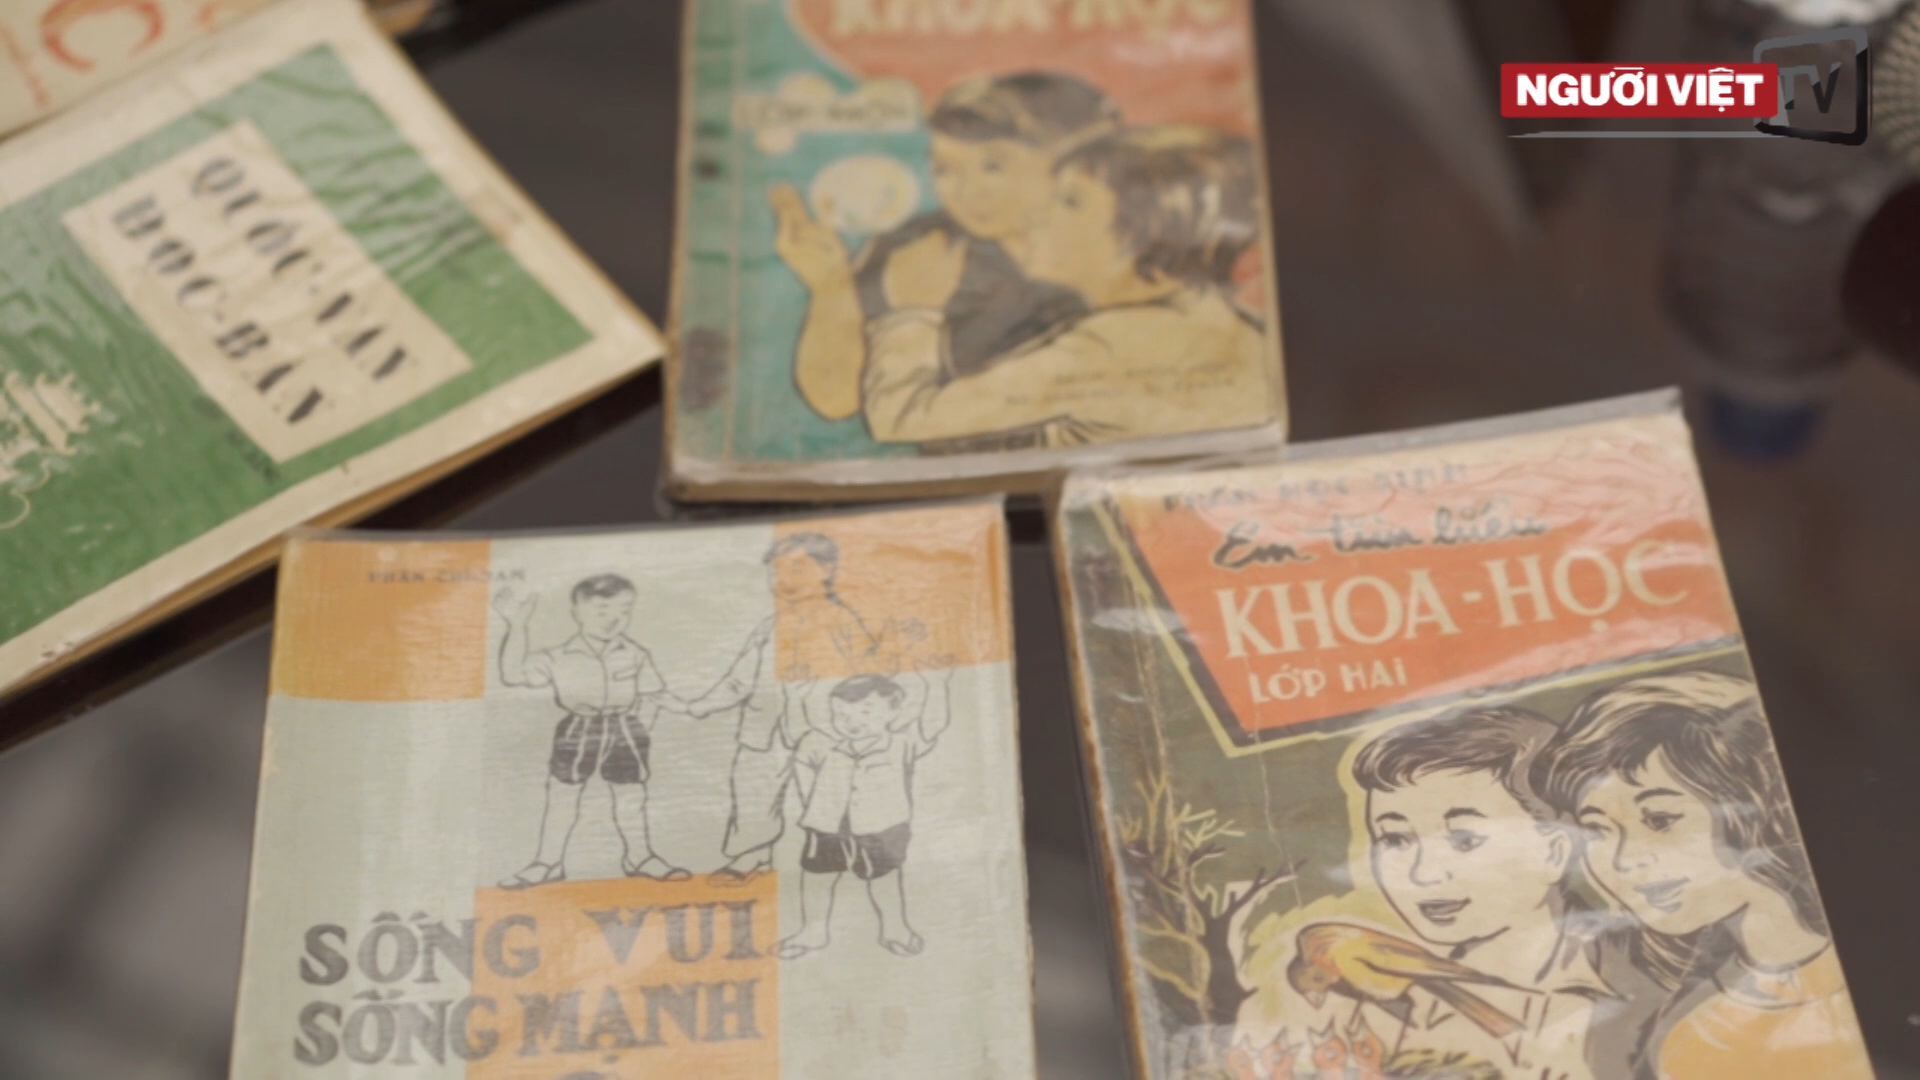 KHOA-HỌC
NGƯỜI VIỆT TV
QUỐC-VĂN
ĐỌC-BẢN
Em tìm hiểu
KHOA-HỌC
LỚP HAI
SỐNG VUI
SỐNG MẠNH